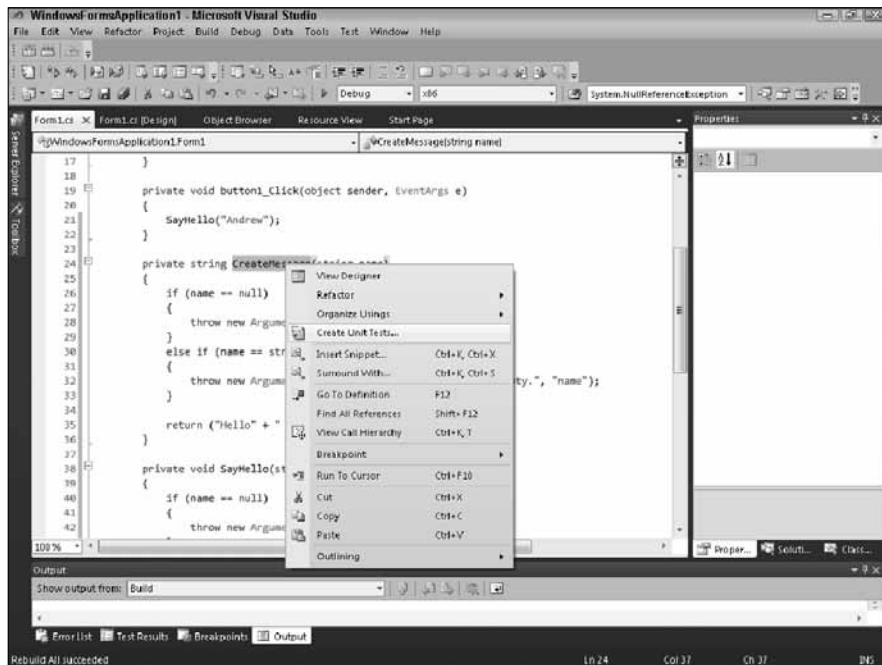 WindowsFormsApplication1 - Microsoft Visual Studio
File Edit View Refactor Project Build Debug Data Tools Test Window Help
Debug x86 System.NullReferenceException
Form1.cs X Form1.cs [Design] Object Browser Resource View Start Page
Properties
Server Explorer
Toolbox
WindowsFormsApplication1.Form1 CreateMessage(string name)
17 }
18
19 private void button1_Click(object sender, EventArgs e)
20 {
21 SayHello("Andrew");
22 }
23
24 private string CreateMessage(string name)
25 {
26 if (name == null)
27 {
28 throw new Argume
29 }
30 else if (name == str
31 {
32 throw new Argume ty.", "name");
33 }
34
35 return ("Hello" + "
36 }
37
38 private void SayHello(st
39 {
40 if (name == null)
41 {
42 throw new Argume
View Designer
Refactor
Organize Usings
Create Unit Tests...
Insert Snippet... Ctrl+K, Ctrl+X
Surround With... Ctrl+K, Ctrl+S
Go To Definition F12
Find All References Shift+F12
View Call Hierarchy Ctrl+K, T
Breakpoint
Run To Cursor Ctrl+F10
Cut Ctrl+X
Copy Ctrl+C
Paste Ctrl+V
Outlining
100 %
Proper... Soluti... Class...
Output
Show output from: Build
Error List Test Results Breakpoints Output
Rebuild All succeeded Ln 24 Col 37 Ch 37 INS